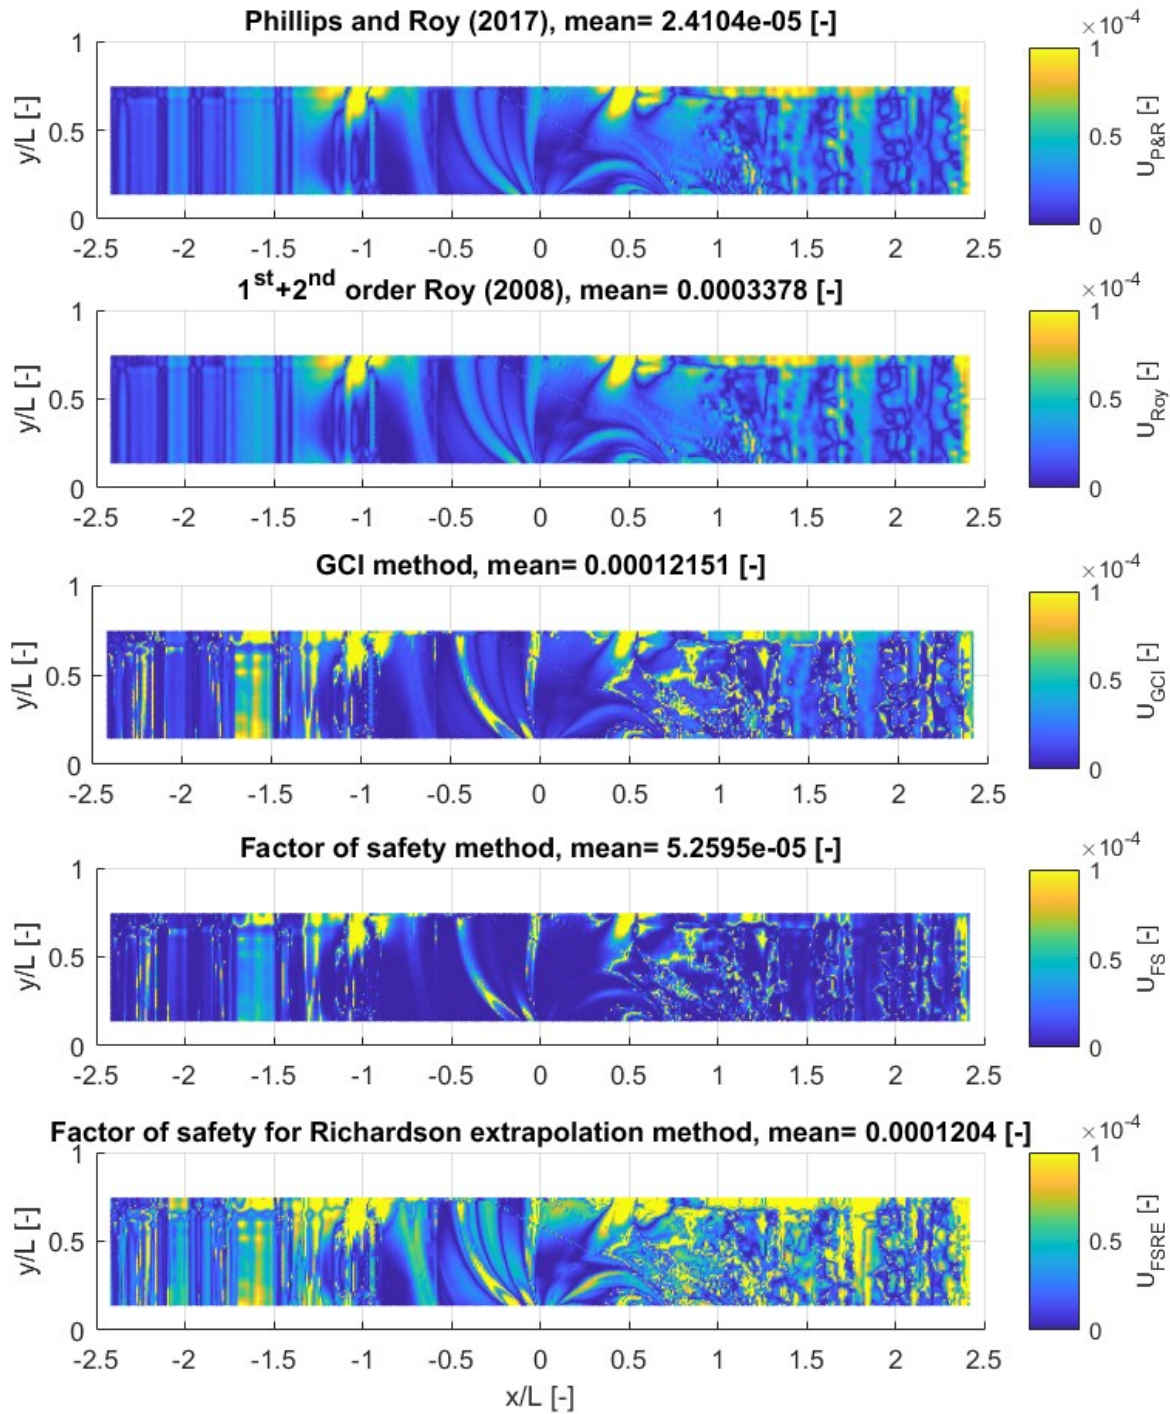 Phillips and Roy (2017), mean= 2.4104e-05 [-]
×10-4
1
y/L [-]
0.5
0
-2.5 -2 -1.5 -1 -0.5 0 0.5 1 1.5 2 2.5
1
0.5
0
UP&R [-]
1st+2nd order Roy (2008), mean= 0.0003378 [-]
×10-4
1
y/L [-]
0.5
0
-2.5 -2 -1.5 -1 -0.5 0 0.5 1 1.5 2 2.5
1
0.5
0
URoy [-]
GCI method, mean= 0.00012151 [-]
×10-4
1
y/L [-]
0.5
0
-2.5 -2 -1.5 -1 -0.5 0 0.5 1 1.5 2 2.5
1
0.5
0
UGCI [-]
Factor of safety method, mean= 5.2595e-05 [-]
×10-4
1
y/L [-]
0.5
0
-2.5 -2 -1.5 -1 -0.5 0 0.5 1 1.5 2 2.5
1
0.5
0
UFS [-]
Factor of safety for Richardson extrapolation method, mean= 0.0001204 [-]
×10-4
1
y/L [-]
0.5
0
-2.5 -2 -1.5 -1 -0.5 0 0.5 1 1.5 2 2.5
x/L [-]
1
0.5
0
UFSRE [-]